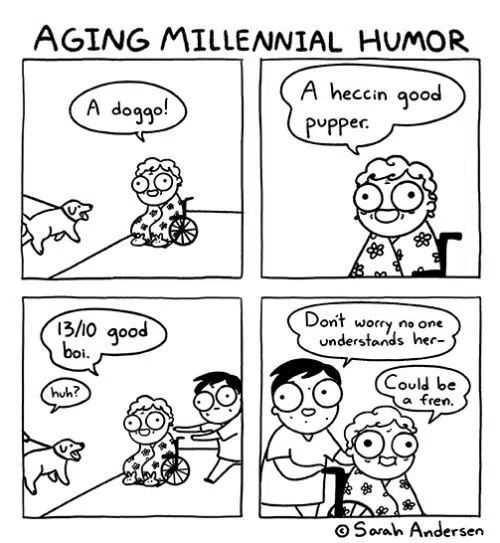 AGING MILLENNIAL HUMOR
A doggo!
A heccin good
pupper.
13/10 good
boi.
huh?
Don't worry no one
understands her-
Could be
a fren.
© Sarah Andersen